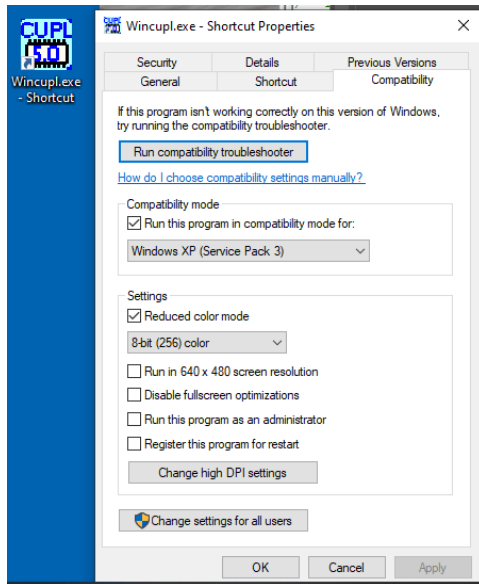 CUPL
5.0
Wincupl.exe
- Shortcut
Wincupl.exe - Shortcut Properties
Security Details Previous Versions
General Shortcut Compatibility
If this program isn't working correctly on this version of Windows,
try running the compatibility troubleshooter.
Run compatibility troubleshooter
How do I choose compatibility settings manually?
Compatibility mode
Run this program in compatibility mode for:
Windows XP (Service Pack 3)
Settings
Reduced color mode
8-bit (256) color
Run in 640 x 480 screen resolution
Disable fullscreen optimizations
Run this program as an administrator
Register this program for restart
Change high DPI settings
Change settings for all users
OK Cancel Apply